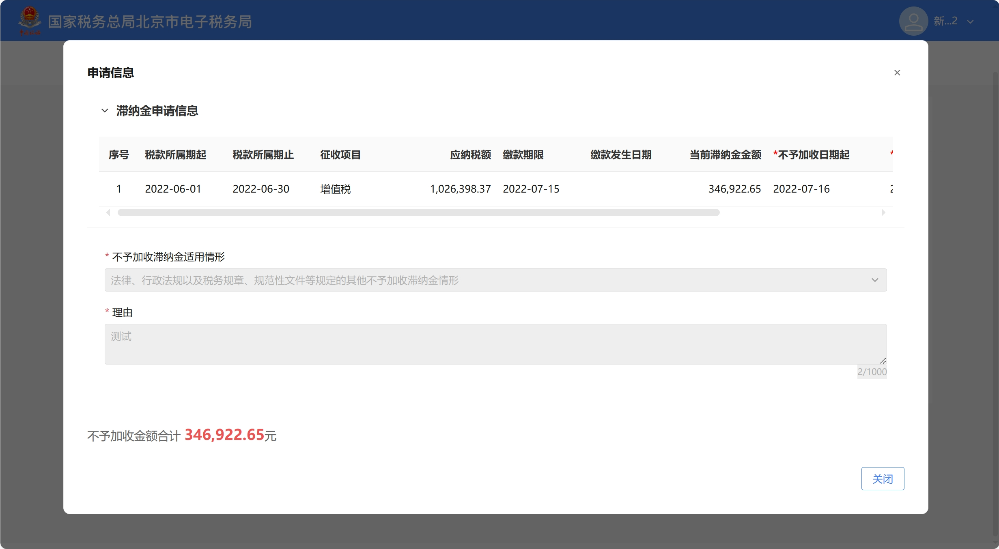 国家税务总局北京市电子税务局
新...2
申请信息
滞纳金申请信息
序号 税款所属期起 税款所属期止 征收项目 应纳税额 缴款期限 缴款发生日期 当前滞纳金金额 *不予加收日期起 *
1 2022-06-01 2022-06-30 增值税 1,026,398.37 2022-07-15 346,922.65 2022-07-16
* 不予加收滞纳金适用情形
法律、行政法规以及税务规章、规范性文件等规定的其他不予加收滞纳金情形
* 理由
测试
2/1000
不予加收金额合计 346,922.65元
关闭